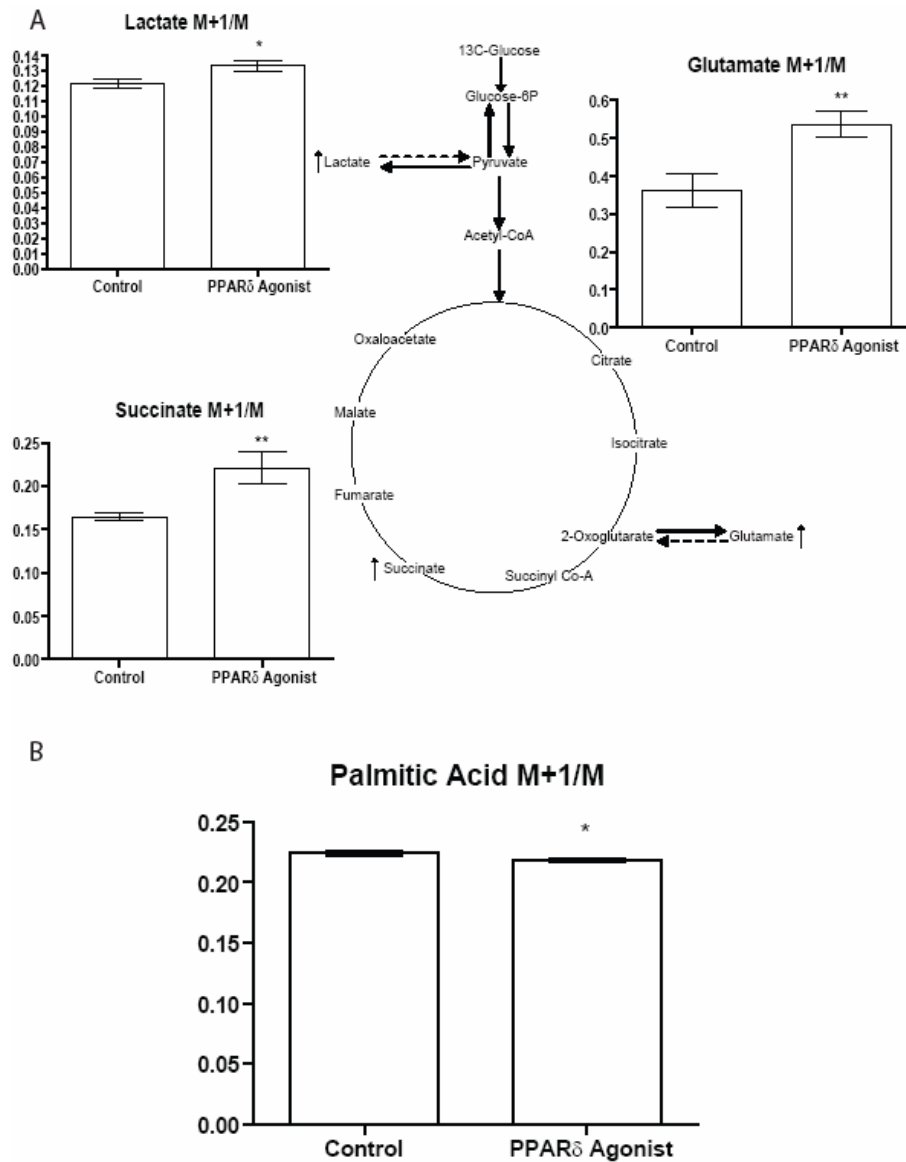 A
Lactate M+1/M
*
0.14
0.13
0.12
0.11
0.10
0.09
0.08
0.07
0.06
0.05
0.04
0.03
0.02
0.01
0.00
Control
PPARδ Agonist
13C-Glucose
Glucose-6P
Lactate
Pyruvate
Acetyl-CoA
Glutamate M+1/M
**
0.6
0.5
0.4
0.3
0.2
0.1
0.0
Control
PPARδ Agonist
Oxaloacetate
Citrate
Malate
Isocitrate
Fumarate
2-Oxoglutarate
Glutamate
Succinate
Succinyl Co-A
Succinate M+1/M
**
0.25
0.20
0.15
0.10
0.05
0.00
Control
PPARδ Agonist
B
Palmitic Acid M+1/M
*
0.25
0.20
0.15
0.10
0.05
0.00
Control
PPARδ Agonist